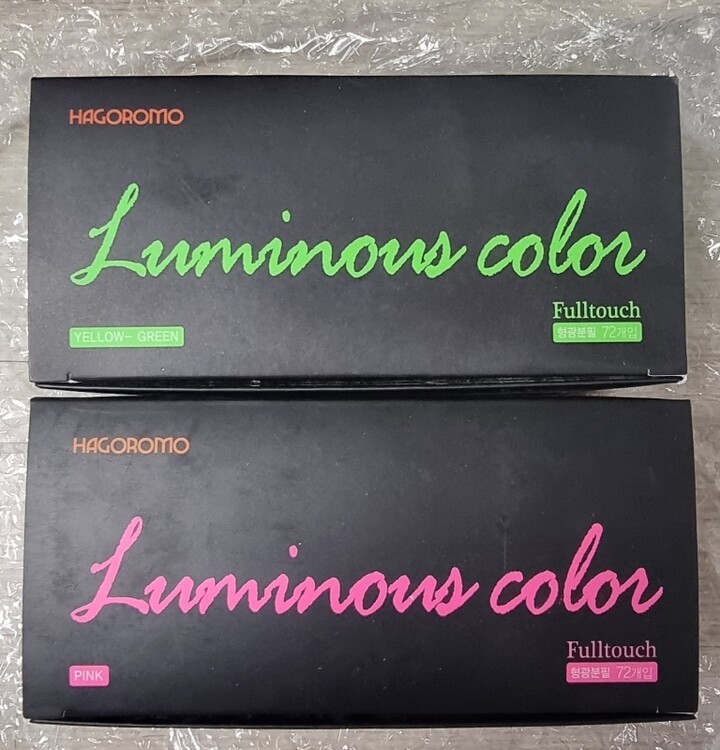 HAGOROMO
Luminous color
Fulltouch
YELLOW- GREEN
형광분필 72개입
HAGOROMO
Luminous color
Fulltouch
PINK
형광분필 72개입